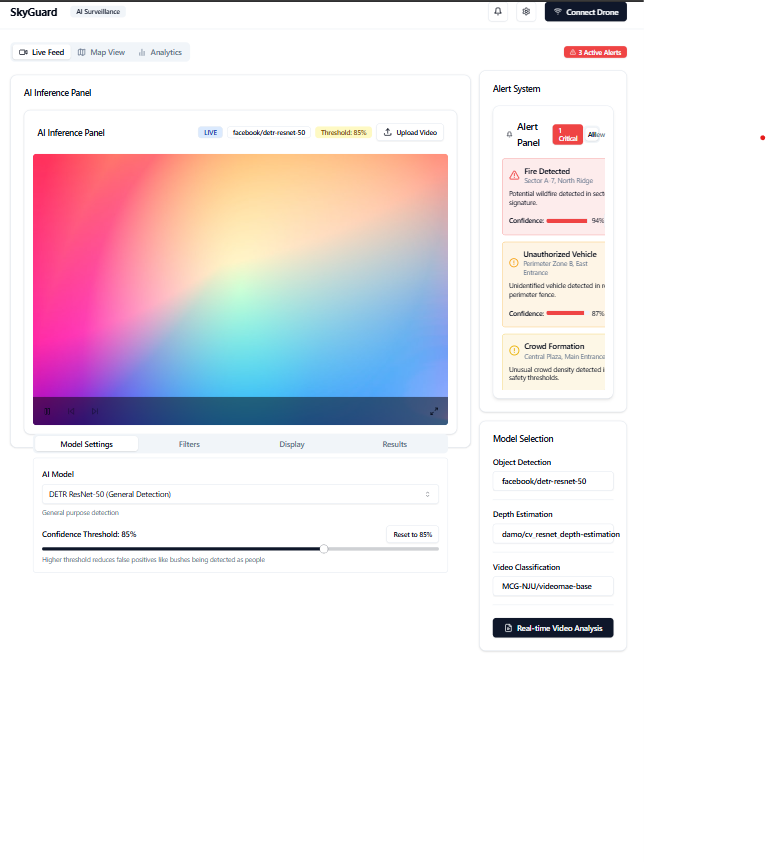 SkyGuard
AI Surveillance
Connect Drone
Live Feed
Map View
Analytics
3 Active Alerts
AI Inference Panel
AI Inference Panel
LIVE
facebook/detr-resnet-50
Threshold: 85%
Upload Video
Model Settings
Filters
Display
Results
AI Model
DETR ResNet-50 (General Detection)
General purpose detection
Confidence Threshold: 85%
Reset to 85%
Higher threshold reduces false positives like bushes being detected as people
Alert System
Alert
Panel
1
Critical
All
Fire Detected
Sector A-7, North Ridge
Potential wildfire detected in sect
signature.
Confidence:
94%
Unauthorized Vehicle
Perimeter Zone B, East
Entrance
Unidentified vehicle detected in r
perimeter fence.
Confidence:
87%
Crowd Formation
Central Plaza, Main Entrance
Unusual crowd density detected i
safety thresholds.
Model Selection
Object Detection
facebook/detr-resnet-50
Depth Estimation
damo/cv_resnet_depth-estimation
Video Classification
MCG-NJU/videomae-base
Real-time Video Analysis